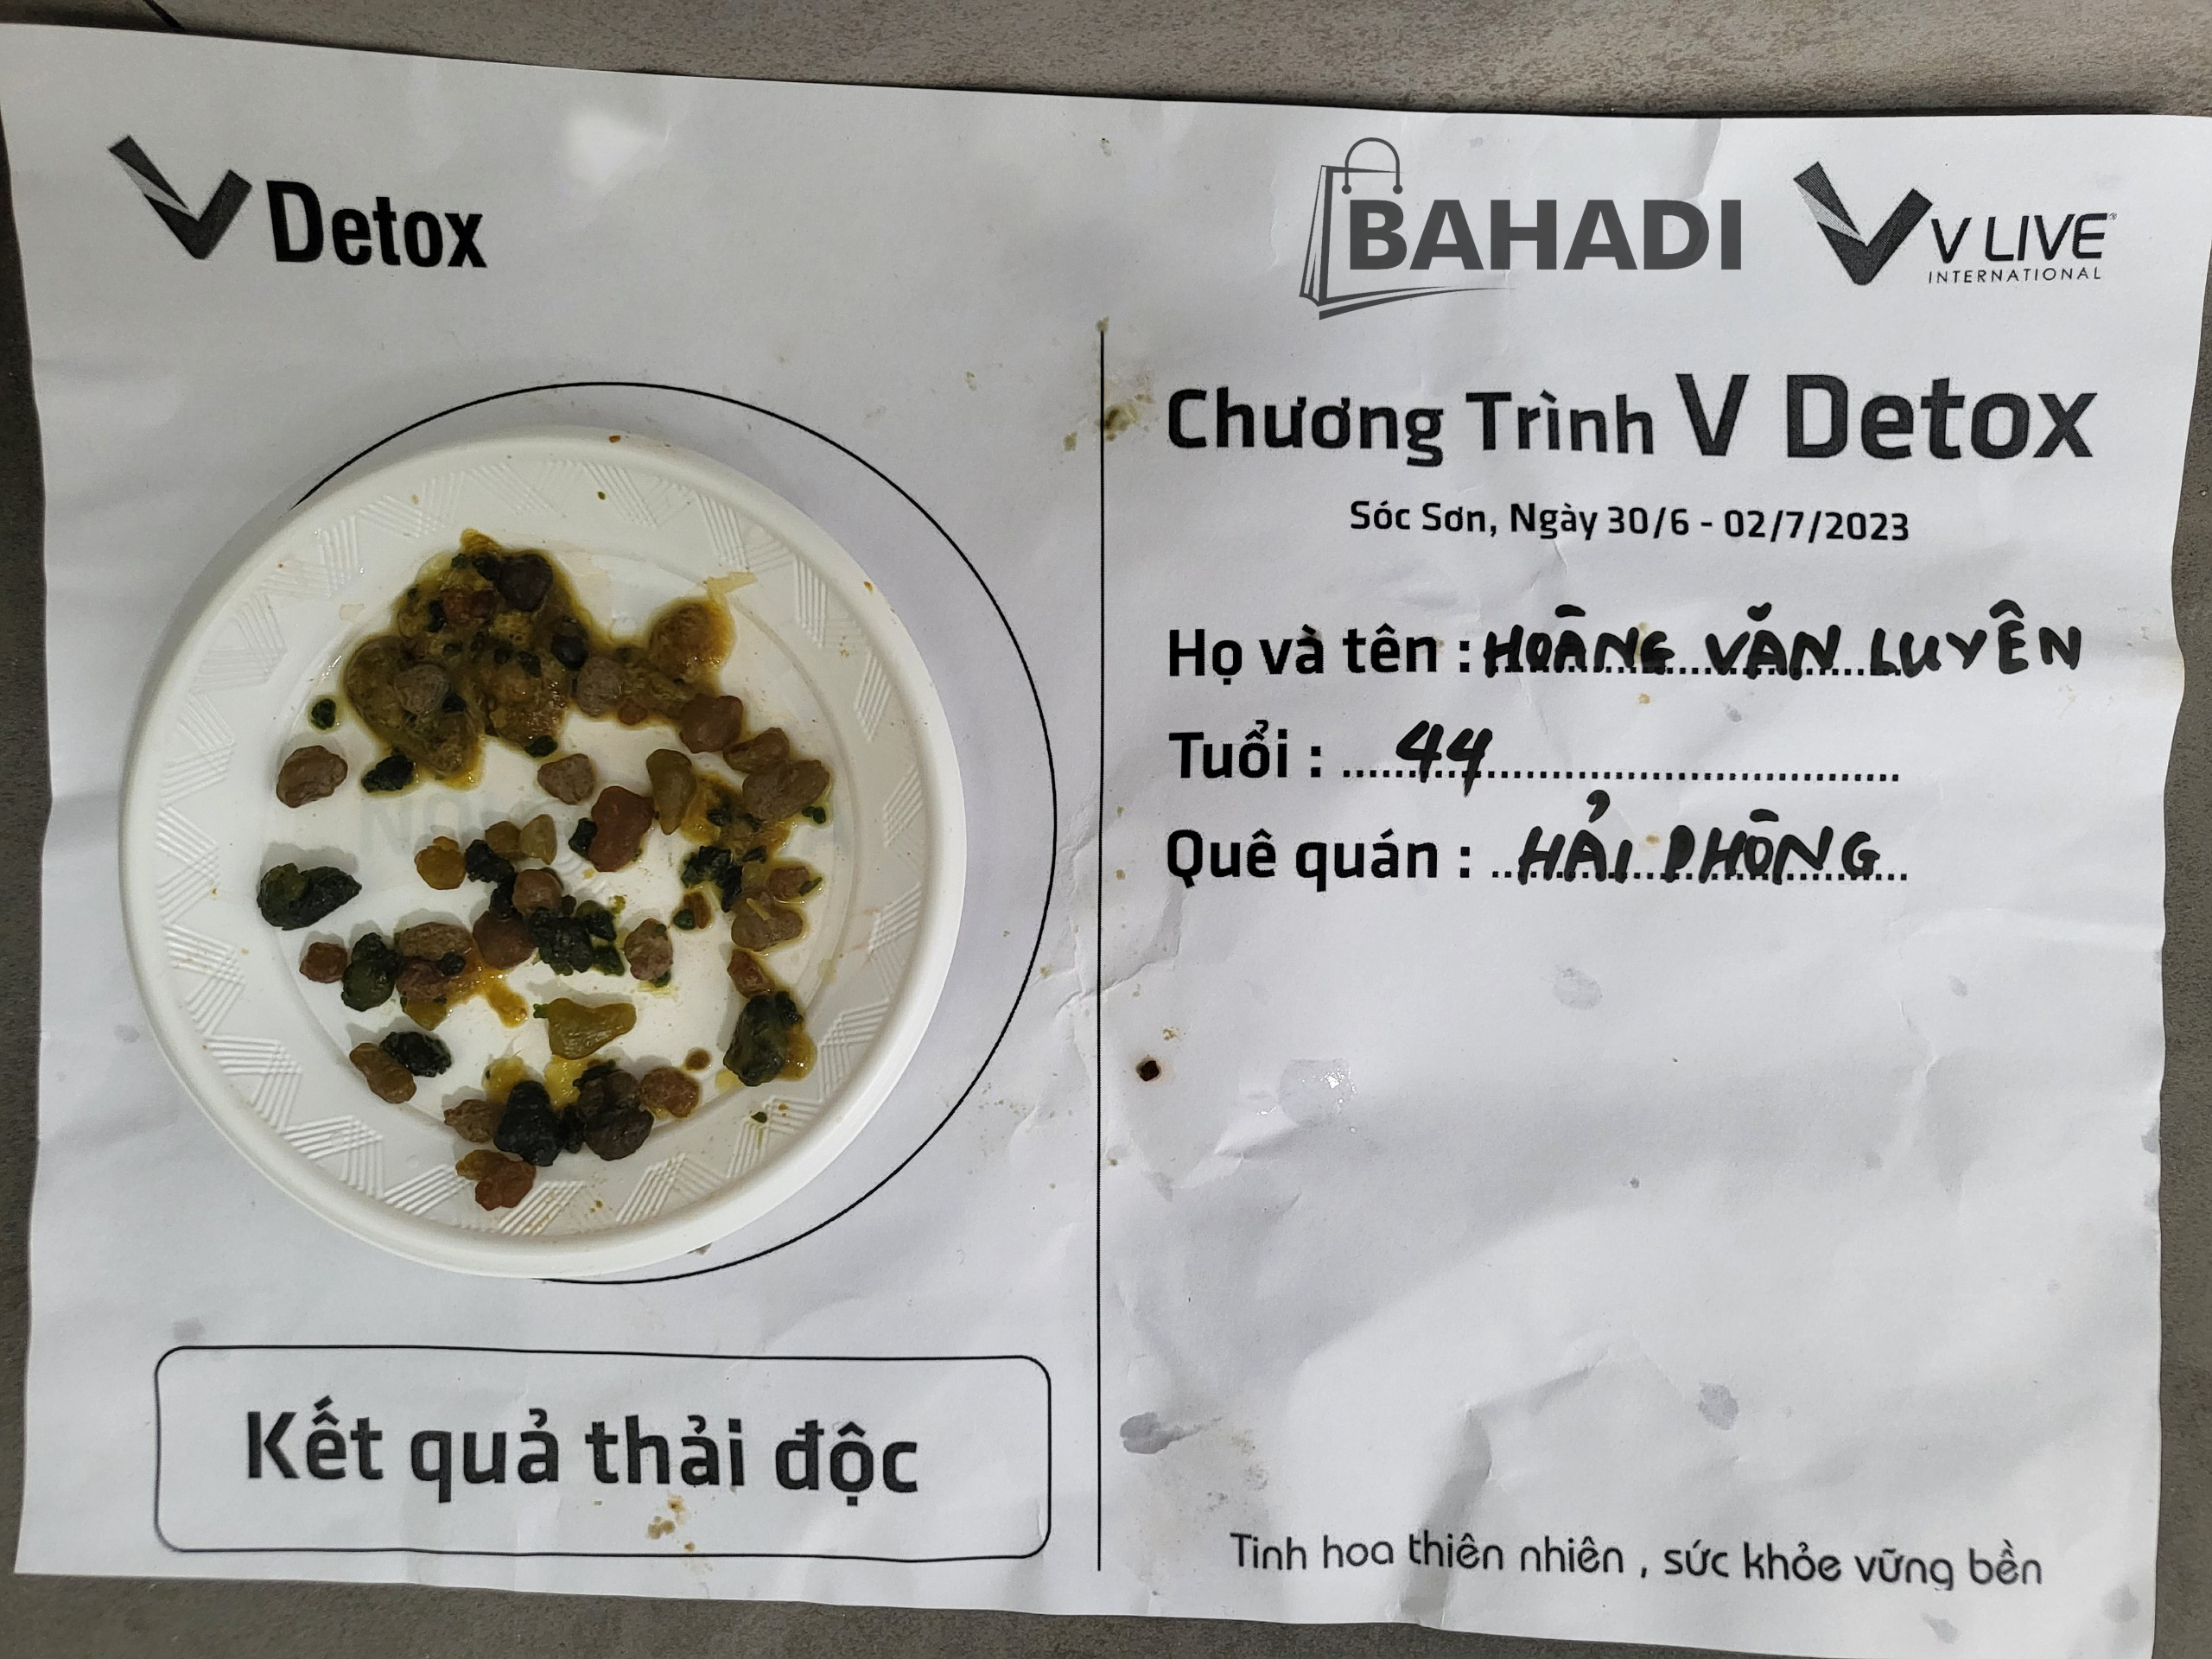 V Detox
BAHADI
V LIVE®
INTERNATIONAL
Chương Trình V Detox
Sóc Sơn, Ngày 30/6 - 02/7/2023
Họ và tên : HOÀNG VĂN LUYÊN
Tuổi : 44
Quê quán : HẢI PHÒNG
Kết quả thải độc
Tinh hoa thiên nhiên , sức khỏe vững bền